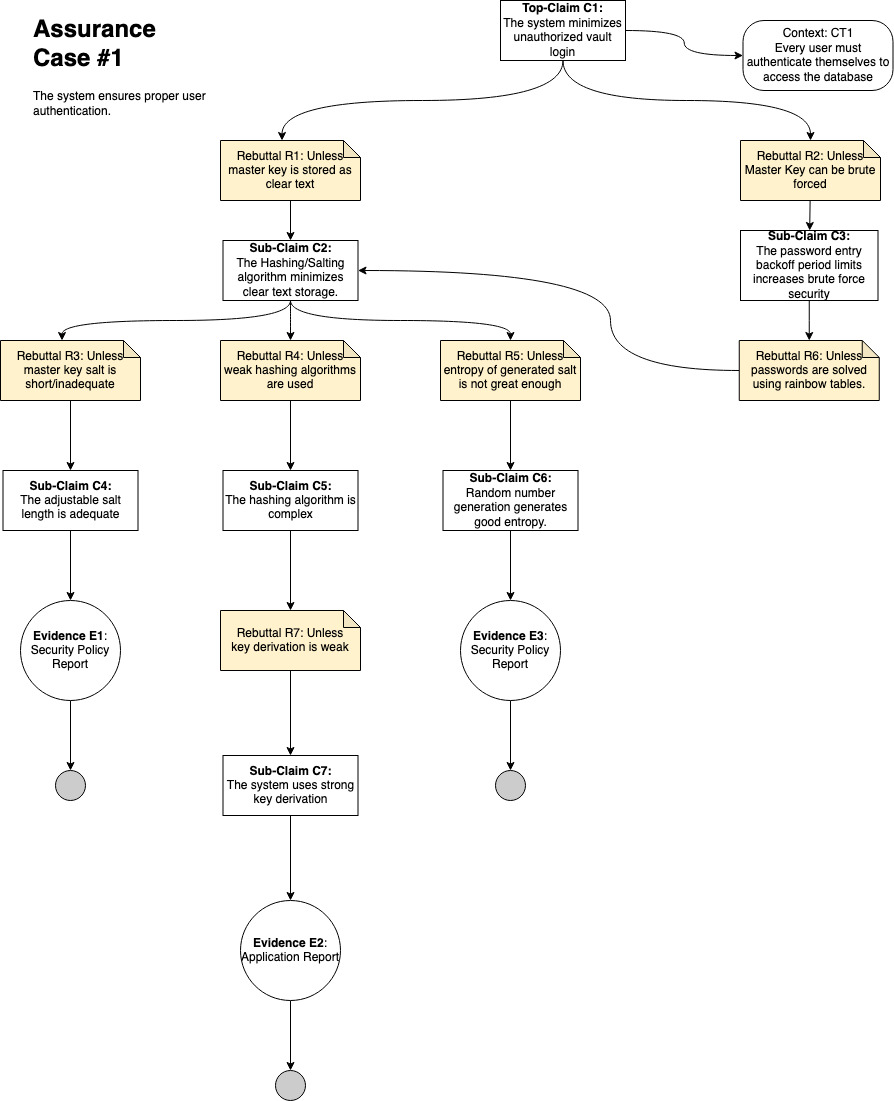 Assurance
Case #1
The system ensures proper user
authentication.
Top-Claim C1:
The system minimizes
unauthorized vault
login
Context: CT1
Every user must
authenticate themselves to
access the database
Rebuttal R1: Unless
master key is stored as
clear text
Rebuttal R2: Unless
Master Key can be brute
forced
Sub-Claim C2:
The Hashing/Salting
algorithm minimizes
clear text storage.
Sub-Claim C3:
The password entry
backoff period limits
increases brute force
security
Rebuttal R3: Unless
master key salt is
short/inadequate
Rebuttal R4: Unless
weak hashing algorithms
are used
Rebuttal R5: Unless
entropy of generated salt
is not great enough
Rebuttal R6: Unless
passwords are solved
using rainbow tables.
Sub-Claim C4:
The adjustable salt
length is adequate
Sub-Claim C5:
The hashing algorithm is
complex
Sub-Claim C6:
Random number
generation generates
good entropy.
Evidence E1:
Security Policy
Report
Rebuttal R7: Unless
key derivation is weak
Evidence E3:
Security Policy
Report
Sub-Claim C7:
The system uses strong
key derivation
Evidence E2:
Application Report